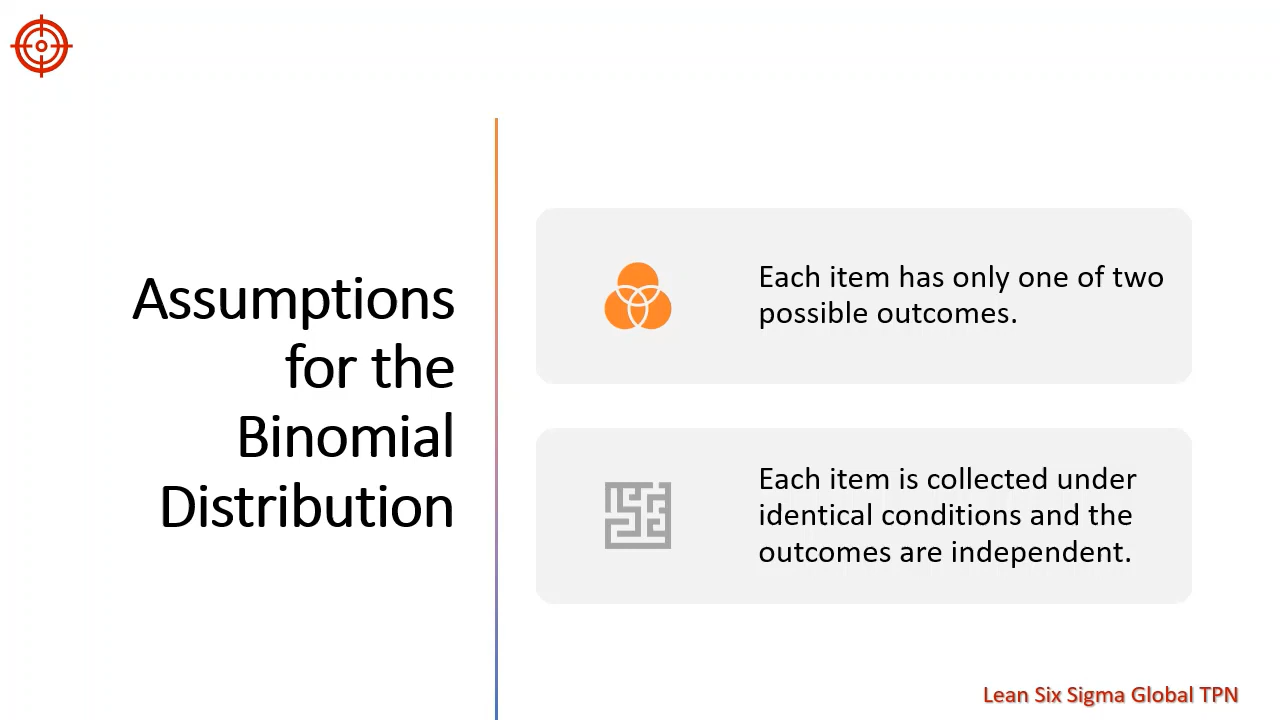 Assumptions
for the
Binomial
Distribution
Each item has only one of two
possible outcomes.
Each item is collected under
identical conditions and the
outcomes are independent.
Lean Six Sigma Global TPN